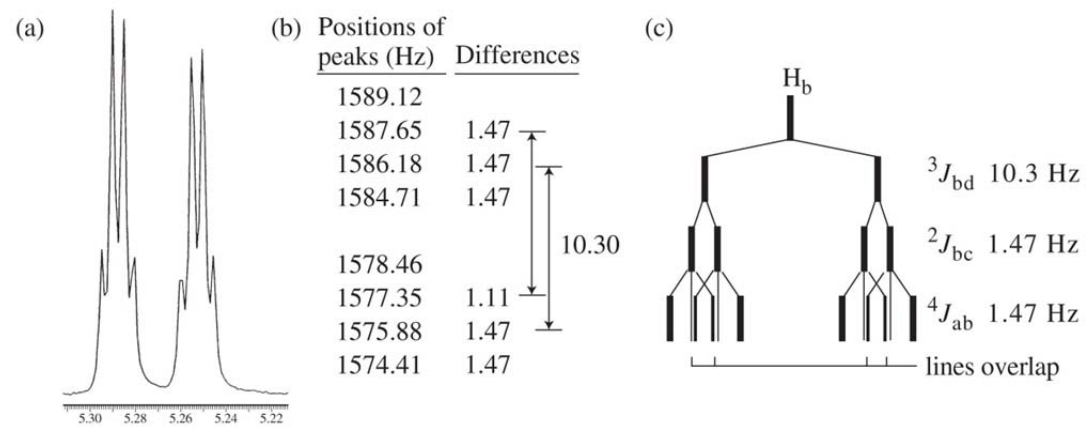 (a)
5.30 5.28 5.26 5.24 5.22
(b) Positions of
peaks (Hz) Differences
1589.12
1587.65 1.47
1586.18 1.47
1584.71 1.47
10.30
1578.46
1577.35 1.11
1575.88 1.47
1574.41 1.47
(c)
H_b
³J_bd 10.3 Hz
²J_bc 1.47 Hz
⁴J_ab 1.47 Hz
lines overlap